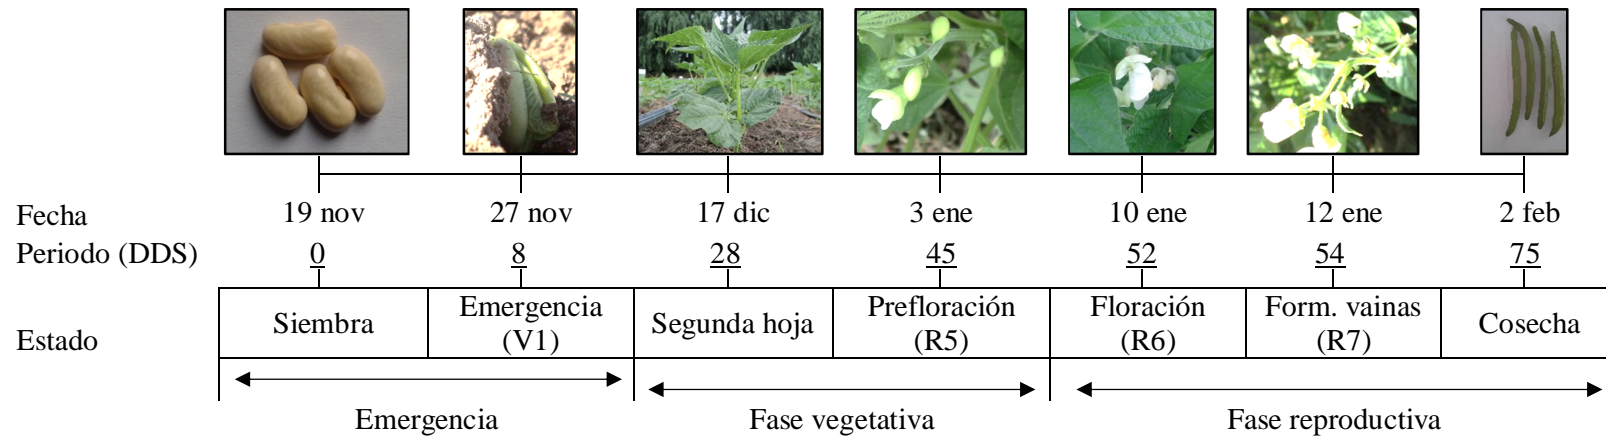 Fecha 19 nov 27 nov 17 dic 3 ene 10 ene 12 ene 2 feb
Periodo (DDS) 0 8 28 45 52 54 75
Estado Siembra Emergencia (V1) Segunda hoja Prefloración (R5) Floración (R6) Form. vainas (R7) Cosecha
Emergencia Fase vegetativa Fase reproductiva